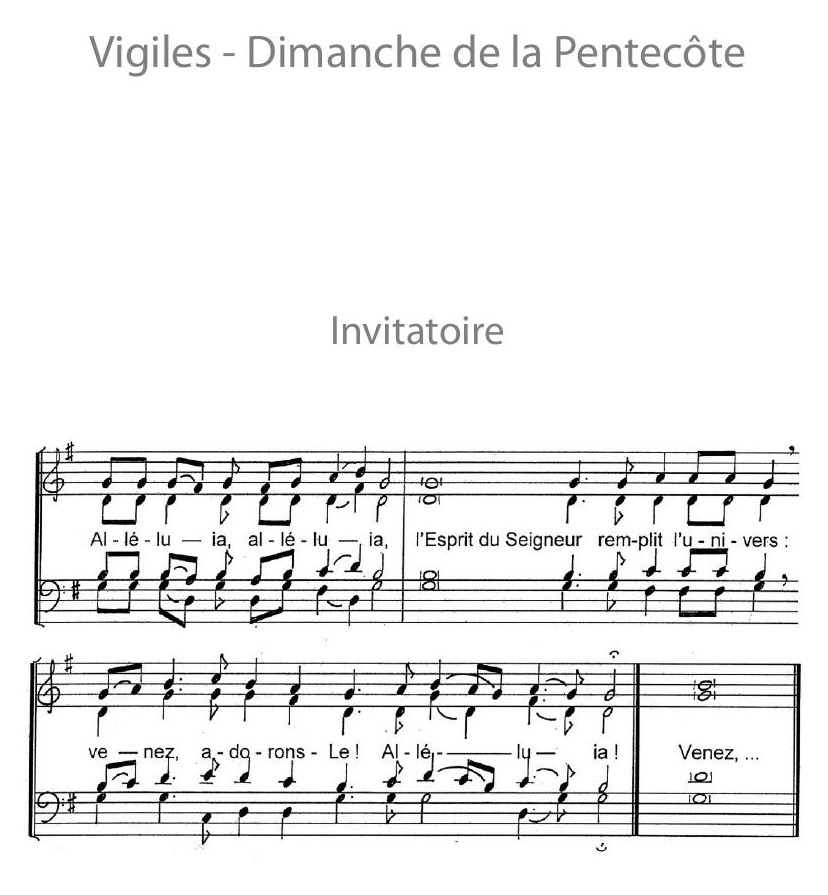 Vigiles - Dimanche de la Pentecôte
Invitatoire
Al - lé - lu — ia, al - lé - lu — ia, l'Esprit du Seigneur rem-plit l'u - ni - vers :
ve — nez, a - do - rons - Le ! Al - lé, - ——— lu — ia ! Venez, ...